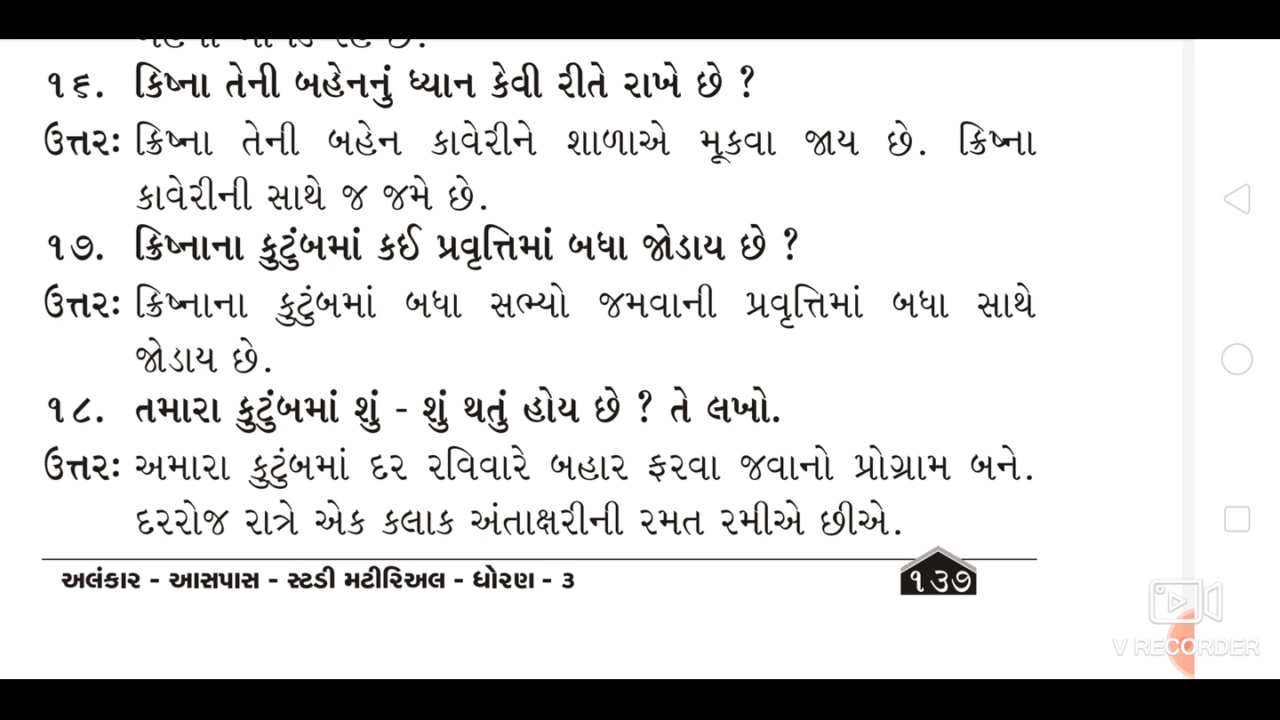 ૧૬. ક્રિષ્ના તેની બહેનનું ધ્યાન કેવી રીતે રાખે છે ?
ઉત્તરઃ ક્રિષ્ના તેની બહેન કાવેરીને શાળાએ મૂકવા જાય છે. ક્રિષ્ના
કાવેરીની સાથે જ જમે છે.
૧૭. ક્રિષ્નાના કુટુંબમાં કઈ પ્રવૃત્તિમાં બધા જોડાય છે ?
ઉત્તરઃ ક્રિષ્નાના કુટુંબમાં બધા સભ્યો જમવાની પ્રવૃત્તિમાં બધા સાથે
જોડાય છે.
૧૮. તમારા કુટુંબમાં શું - શું થતું હોય છે ? તે લખો.
ઉત્તરઃ અમારા કુટુંબમાં દર રવિવારે બહાર ફરવા જવાનો પ્રોગ્રામ બને.
દરરોજ રાત્રે એક કલાક અંતાક્ષરીની રમત રમીએ છીએ.
અલંકાર - આસપાસ - સ્ટડી મટીરિઅલ - ધોરણ - ૩
૧૩૭
V RECORDER